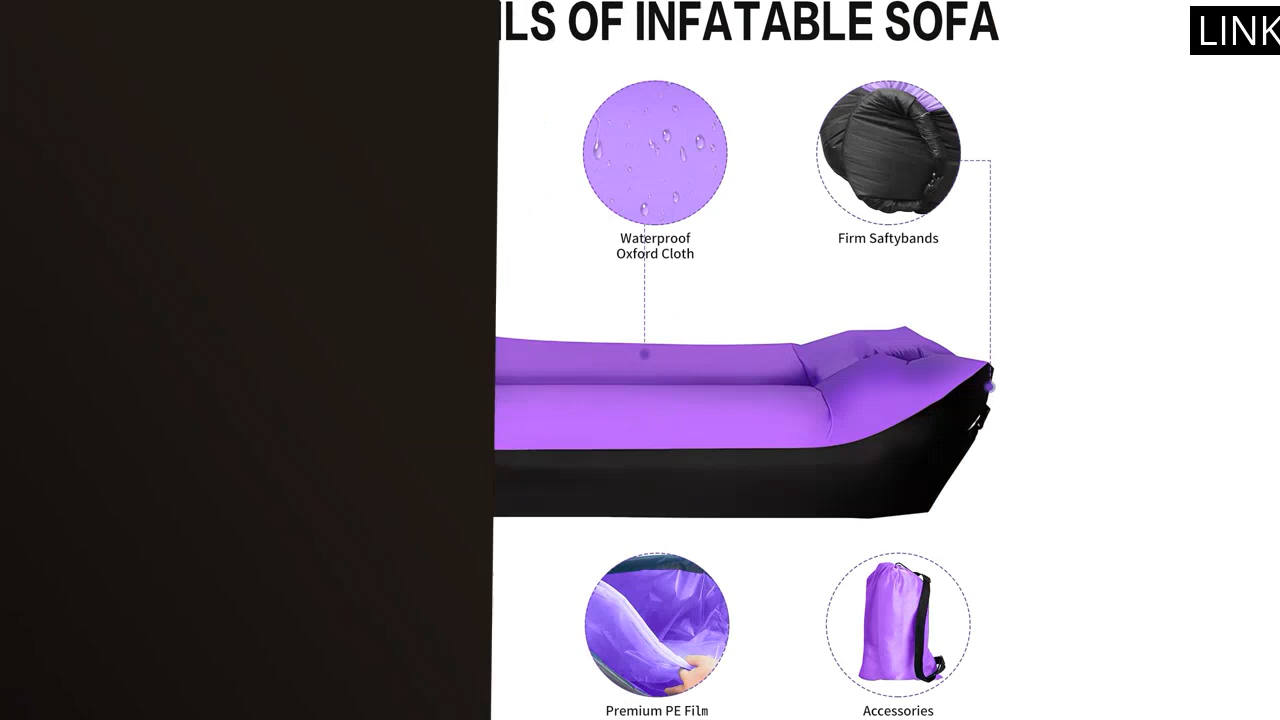 ILS OF INFATABLE SOFA
LINK
Waterproof
Oxford Cloth
Firm Saftybands
Premium PE Film
Accessories